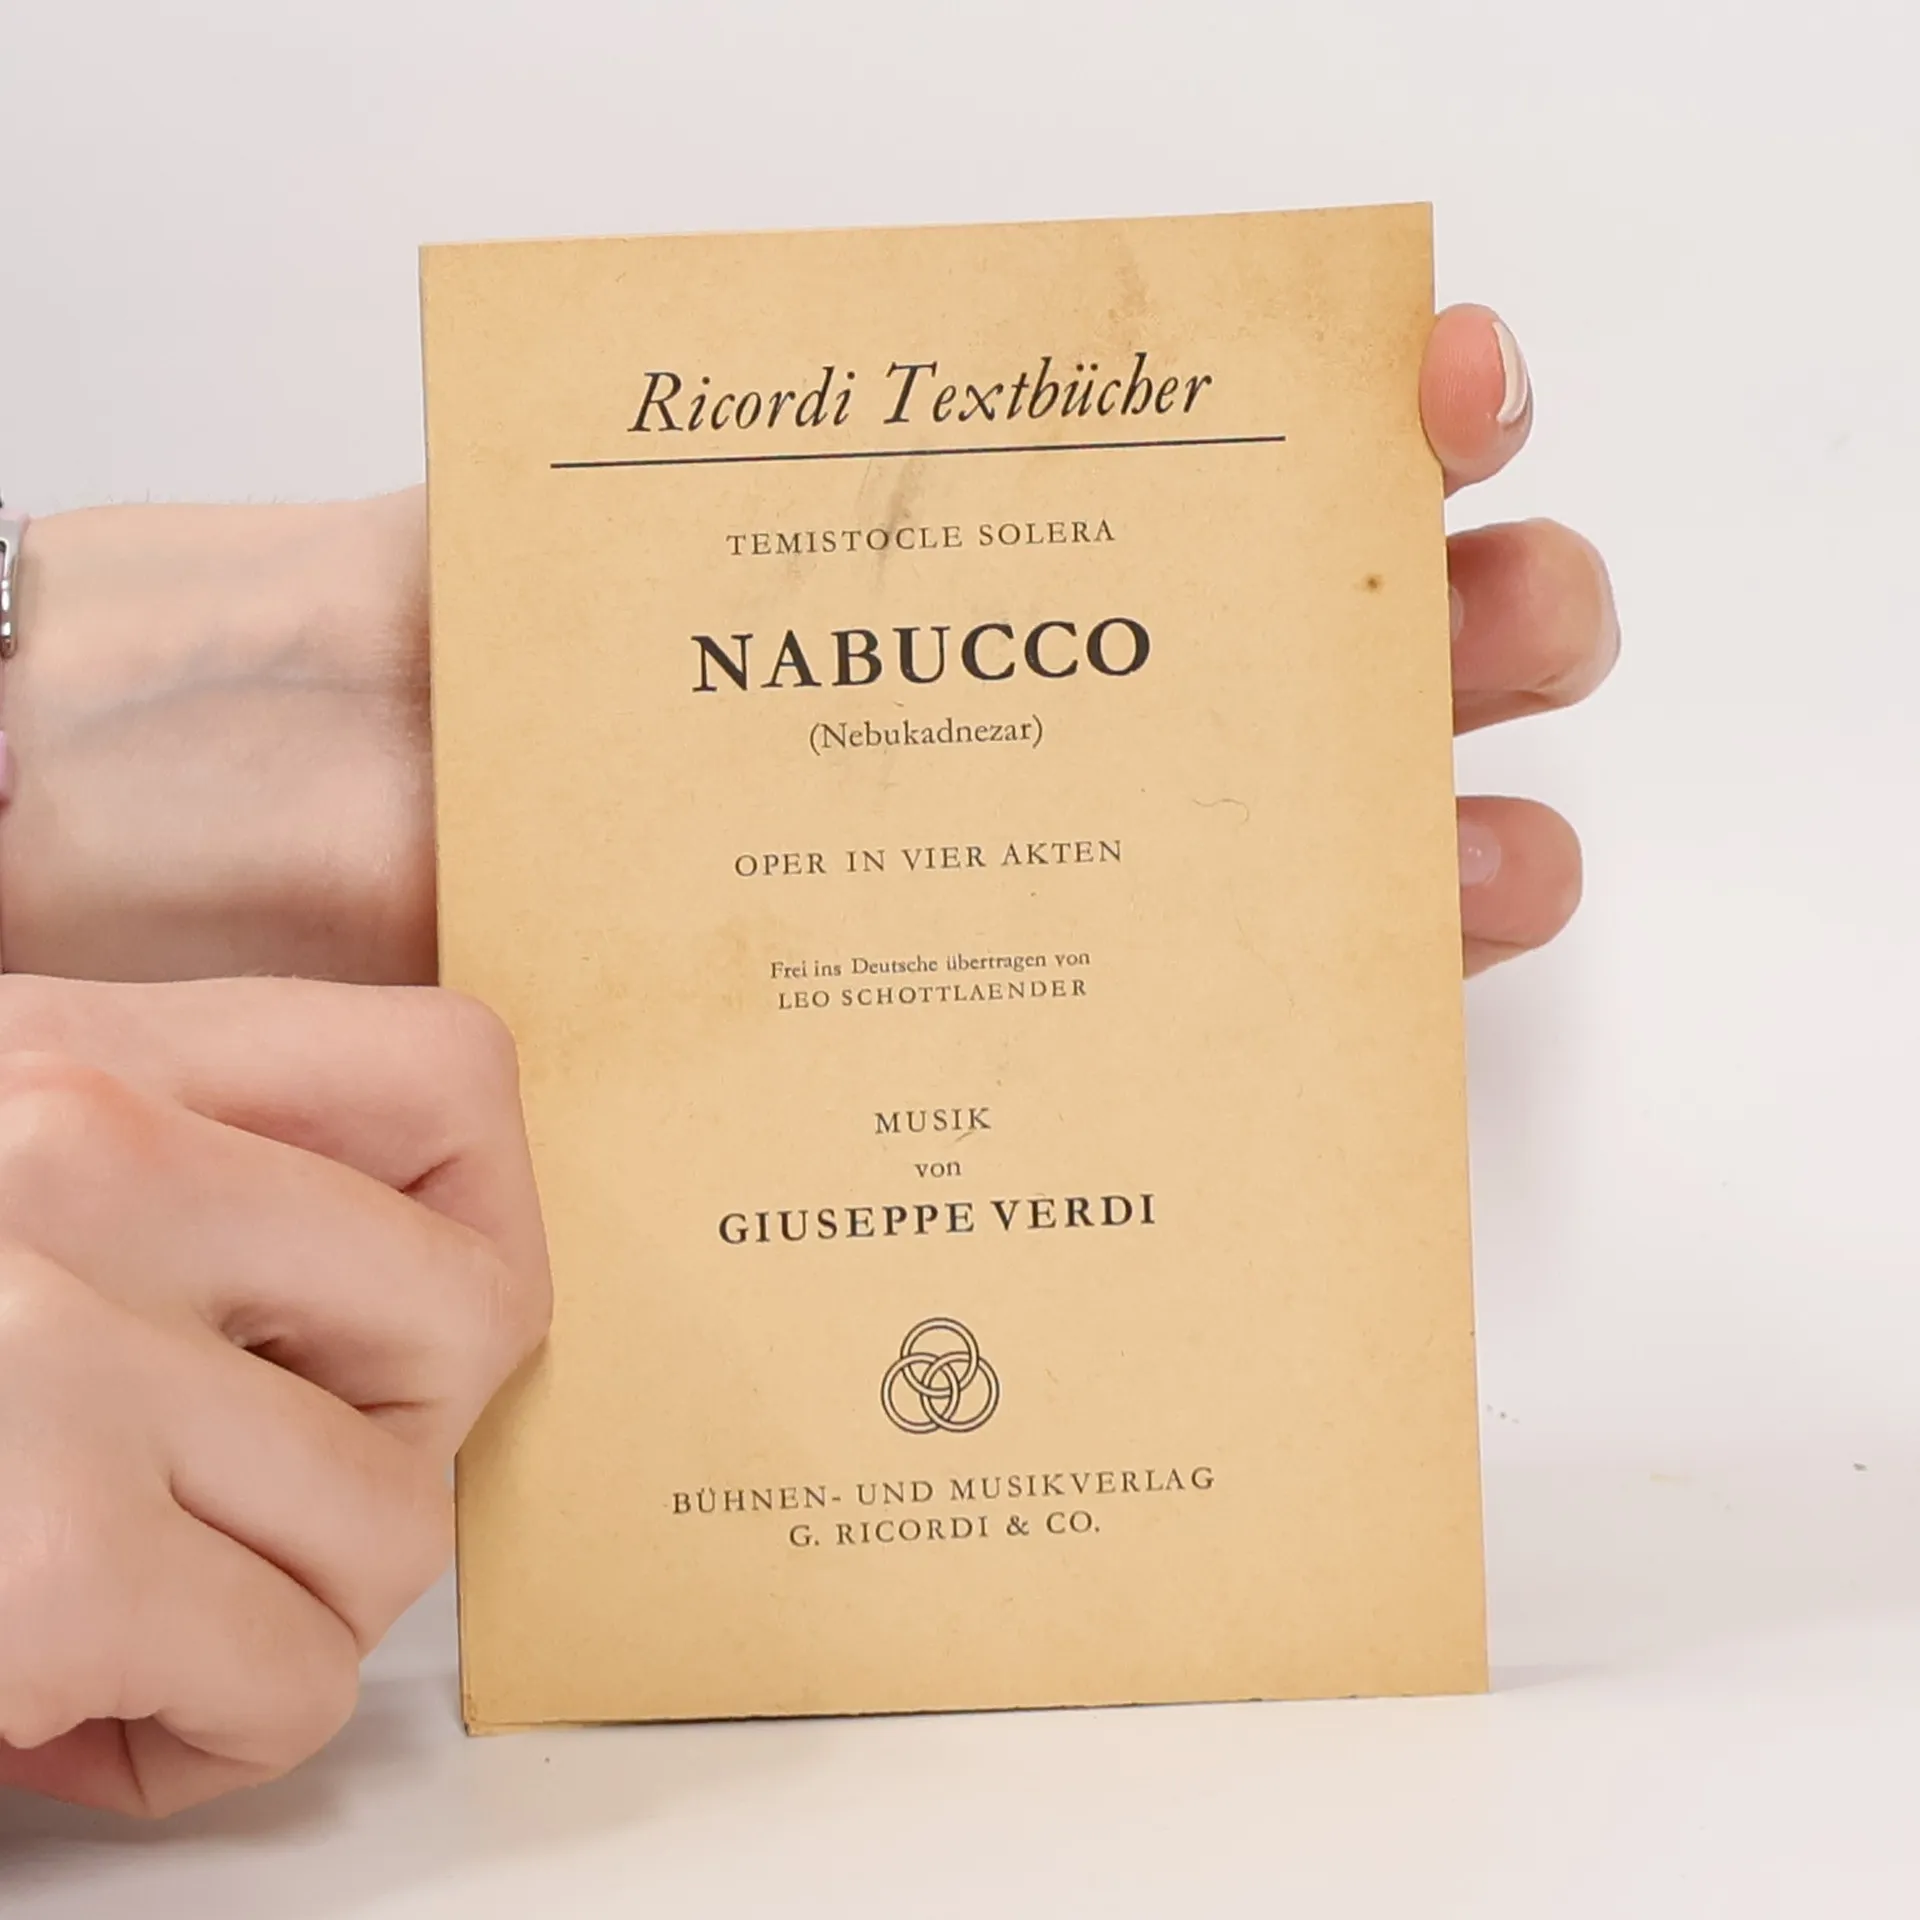 Ricordi Textbücher
TEMISTOCLE SOLERA
NABUCCO
(Nebukadnezar)
OPER IN VIER AKTEN
Frei ins Deutsche übertragen von
LEO SCHOTTLAENDER
MUSIK
von
GIUSEPPE VERDI
BÜHNEN- UND MUSIKVERLAG
G. RICORDI & CO.